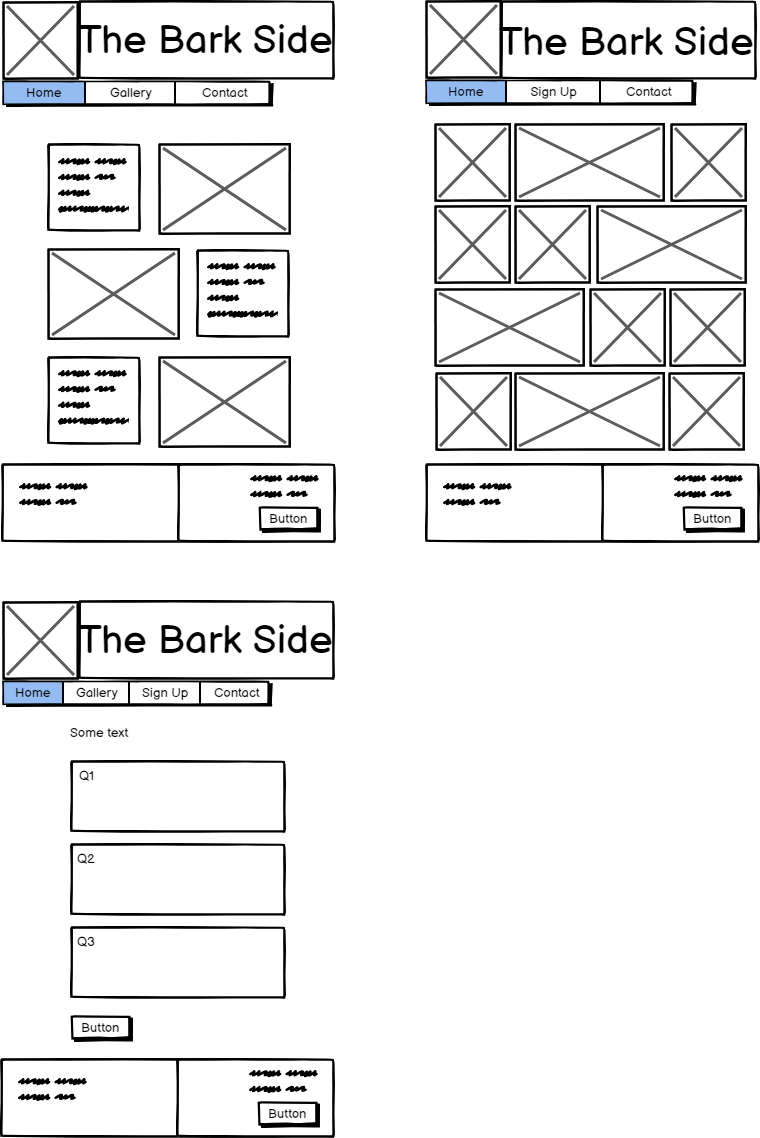 The Bark Side
Home Gallery Contact
Button
The Bark Side
Home Sign Up Contact
Button
The Bark Side
Home Gallery Sign Up Contact
Some text
Q1
Q2
Q3
Button
Button